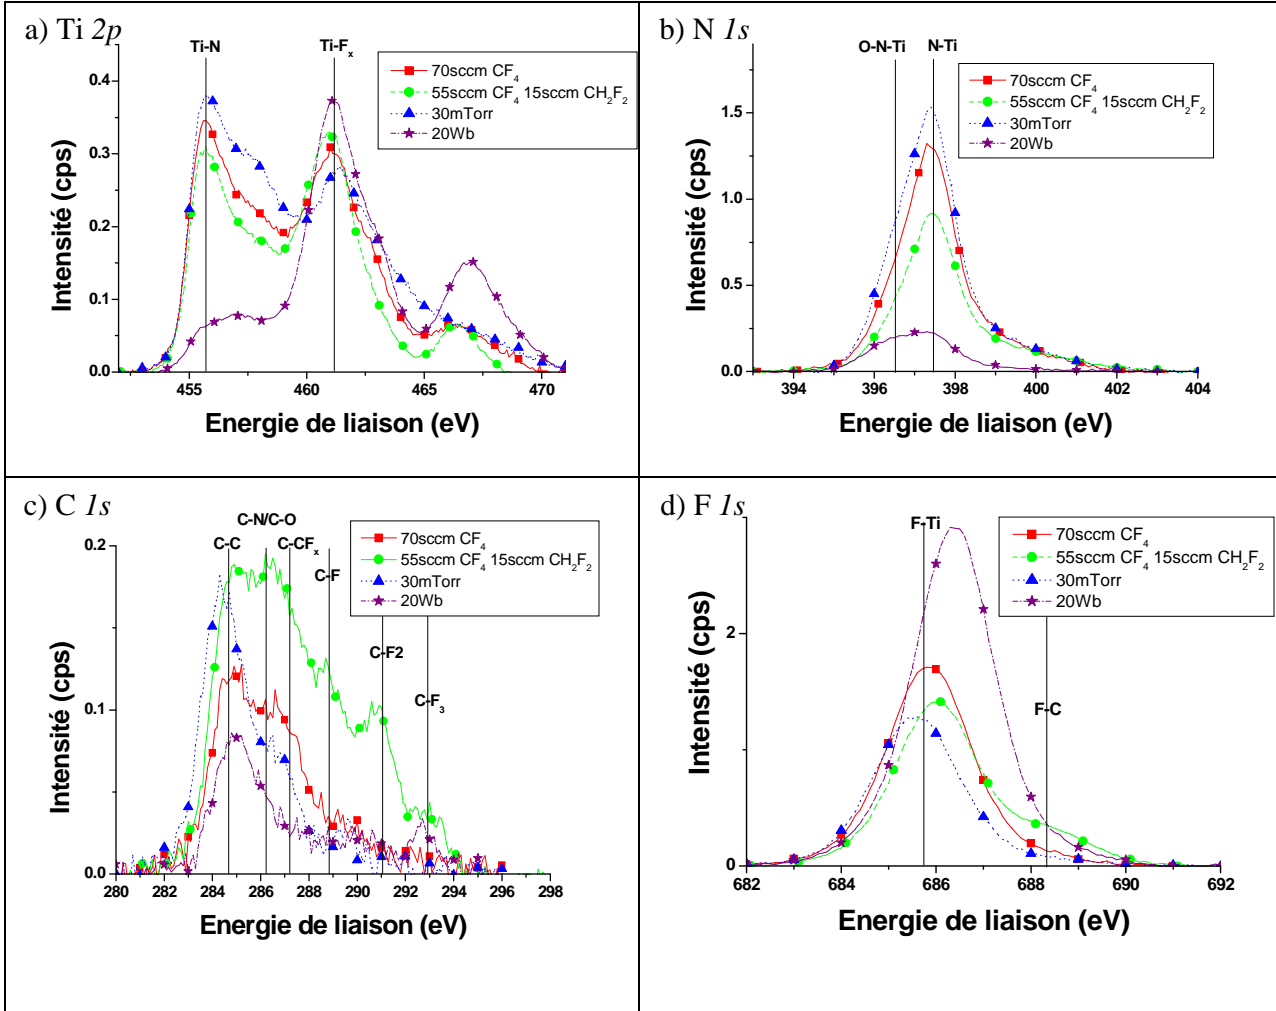 a) Ti 2p
Ti-N
Ti-Fx
70sccm CF4
55sccm CF4 15sccm CH2F2
30mTorr
20Wb
0.4
0.3
0.2
0.1
0.0
455
460
465
470
Intensité (cps)
Energie de liaison (eV)
b) N 1s
O-N-Ti
N-Ti
70sccm CF4
55sccm CF4 15sccm CH2F2
30mTorr
20Wb
1.5
1.0
0.5
0.0
394
396
398
400
402
404
Intensité (cps)
Energie de liaison (eV)
c) C 1s
C-N/C-O
C-C
C-CFx
C-F
C-F2
C-F3
70sccm CF4
55sccm CF4 15sccm CH2F2
30mTorr
20Wb
0.2
0.1
0.0
280
282
284
286
288
290
292
294
296
298
Intensité (cps)
Energie de liaison (eV)
d) F 1s
F-Ti
F-C
70sccm CF4
55sccm CF4 15sccm CH2F2
30mTorr
20Wb
2
0
682
684
686
688
690
692
Intensité (cps)
Energie de liaison (eV)